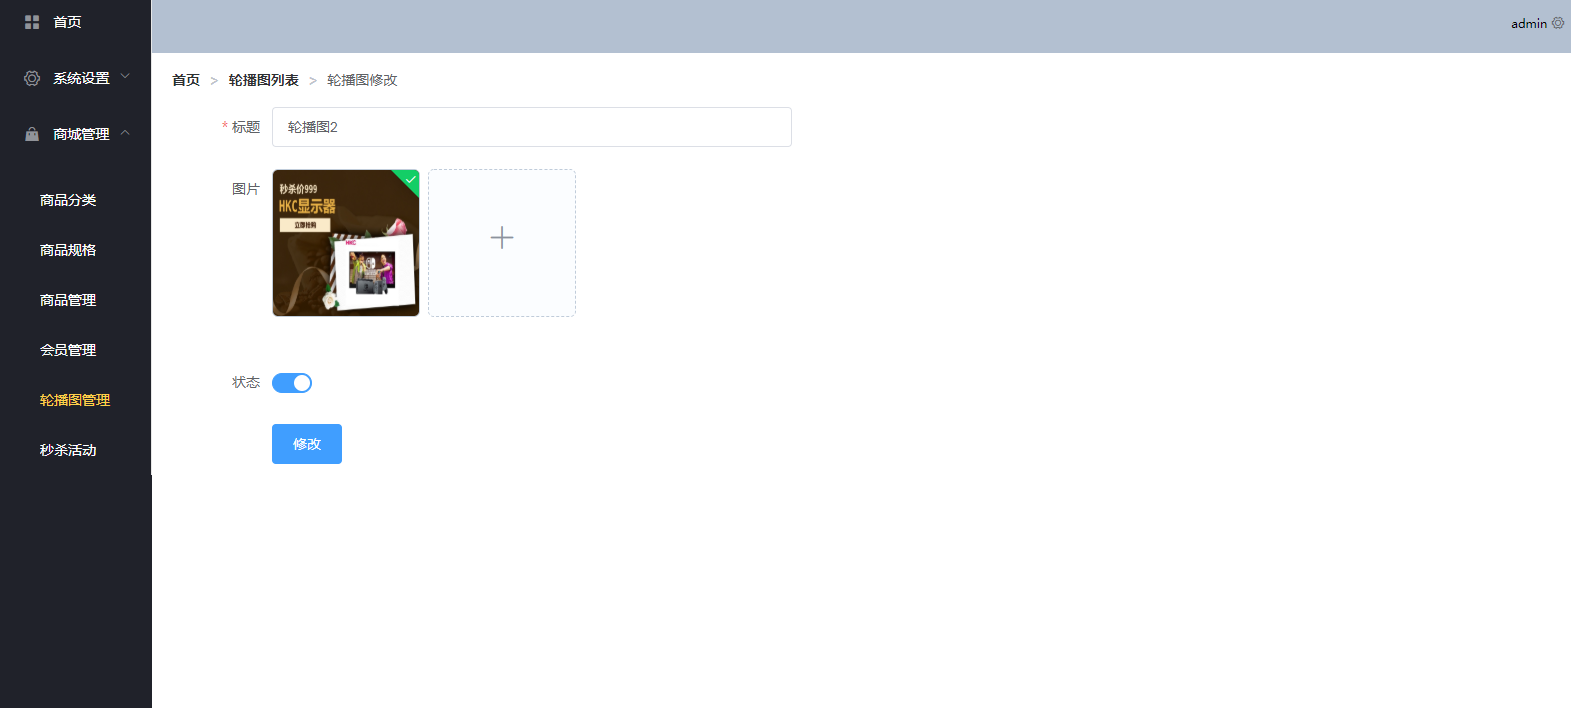 首页
admin
系统设置
商城管理
商品分类
商品规格
商品管理
会员管理
轮播图管理
秒杀活动
首页 > 轮播图列表 > 轮播图修改
* 标题 轮播图2
图片
秒杀价999
HKC显示器
立即抢购
HKC
状态
修改